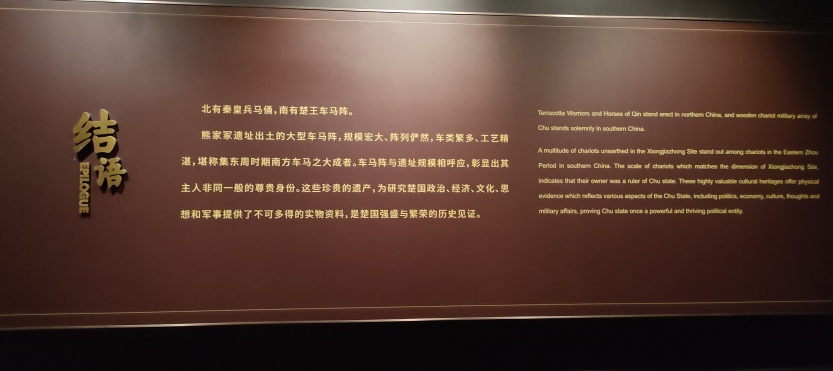 结语
EPILOGUE
北有秦皇兵马俑，南有楚王车马阵。
熊家冢遗址出土的大型车马阵，规模宏大、阵列俨然，车类繁多、工艺精
湛，堪称集东周时期南方车马之大成者。车马阵与遗址规模相呼应，彰显出其
主人非同一般的尊贵身份。这些珍贵的遗产，为研究楚国政治、经济、文化、思
想和军事提供了不可多得的实物资料，是楚国强盛与繁荣的历史见证。
Tarracotta Warriors and Horses of Qin stand erect in northern China, and wooden chariot military array of
Chu stands solemnly in southern China.
A multitude of chariots unearthed in the Xiongjiazhong Site stand out among chariots in the Eastern Zhou
Period in southern China. The scale of chariots which matches the dimension of Xiongjiazhong Site,
indicates that their owner was a ruler of Chu state. These highly valuable cultural heritages offer physical
evidence which reflects various aspects of the Chu State, including politics, economy, culture, thoughts and
military affairs, proving Chu state once a powerful and thriving political entity.